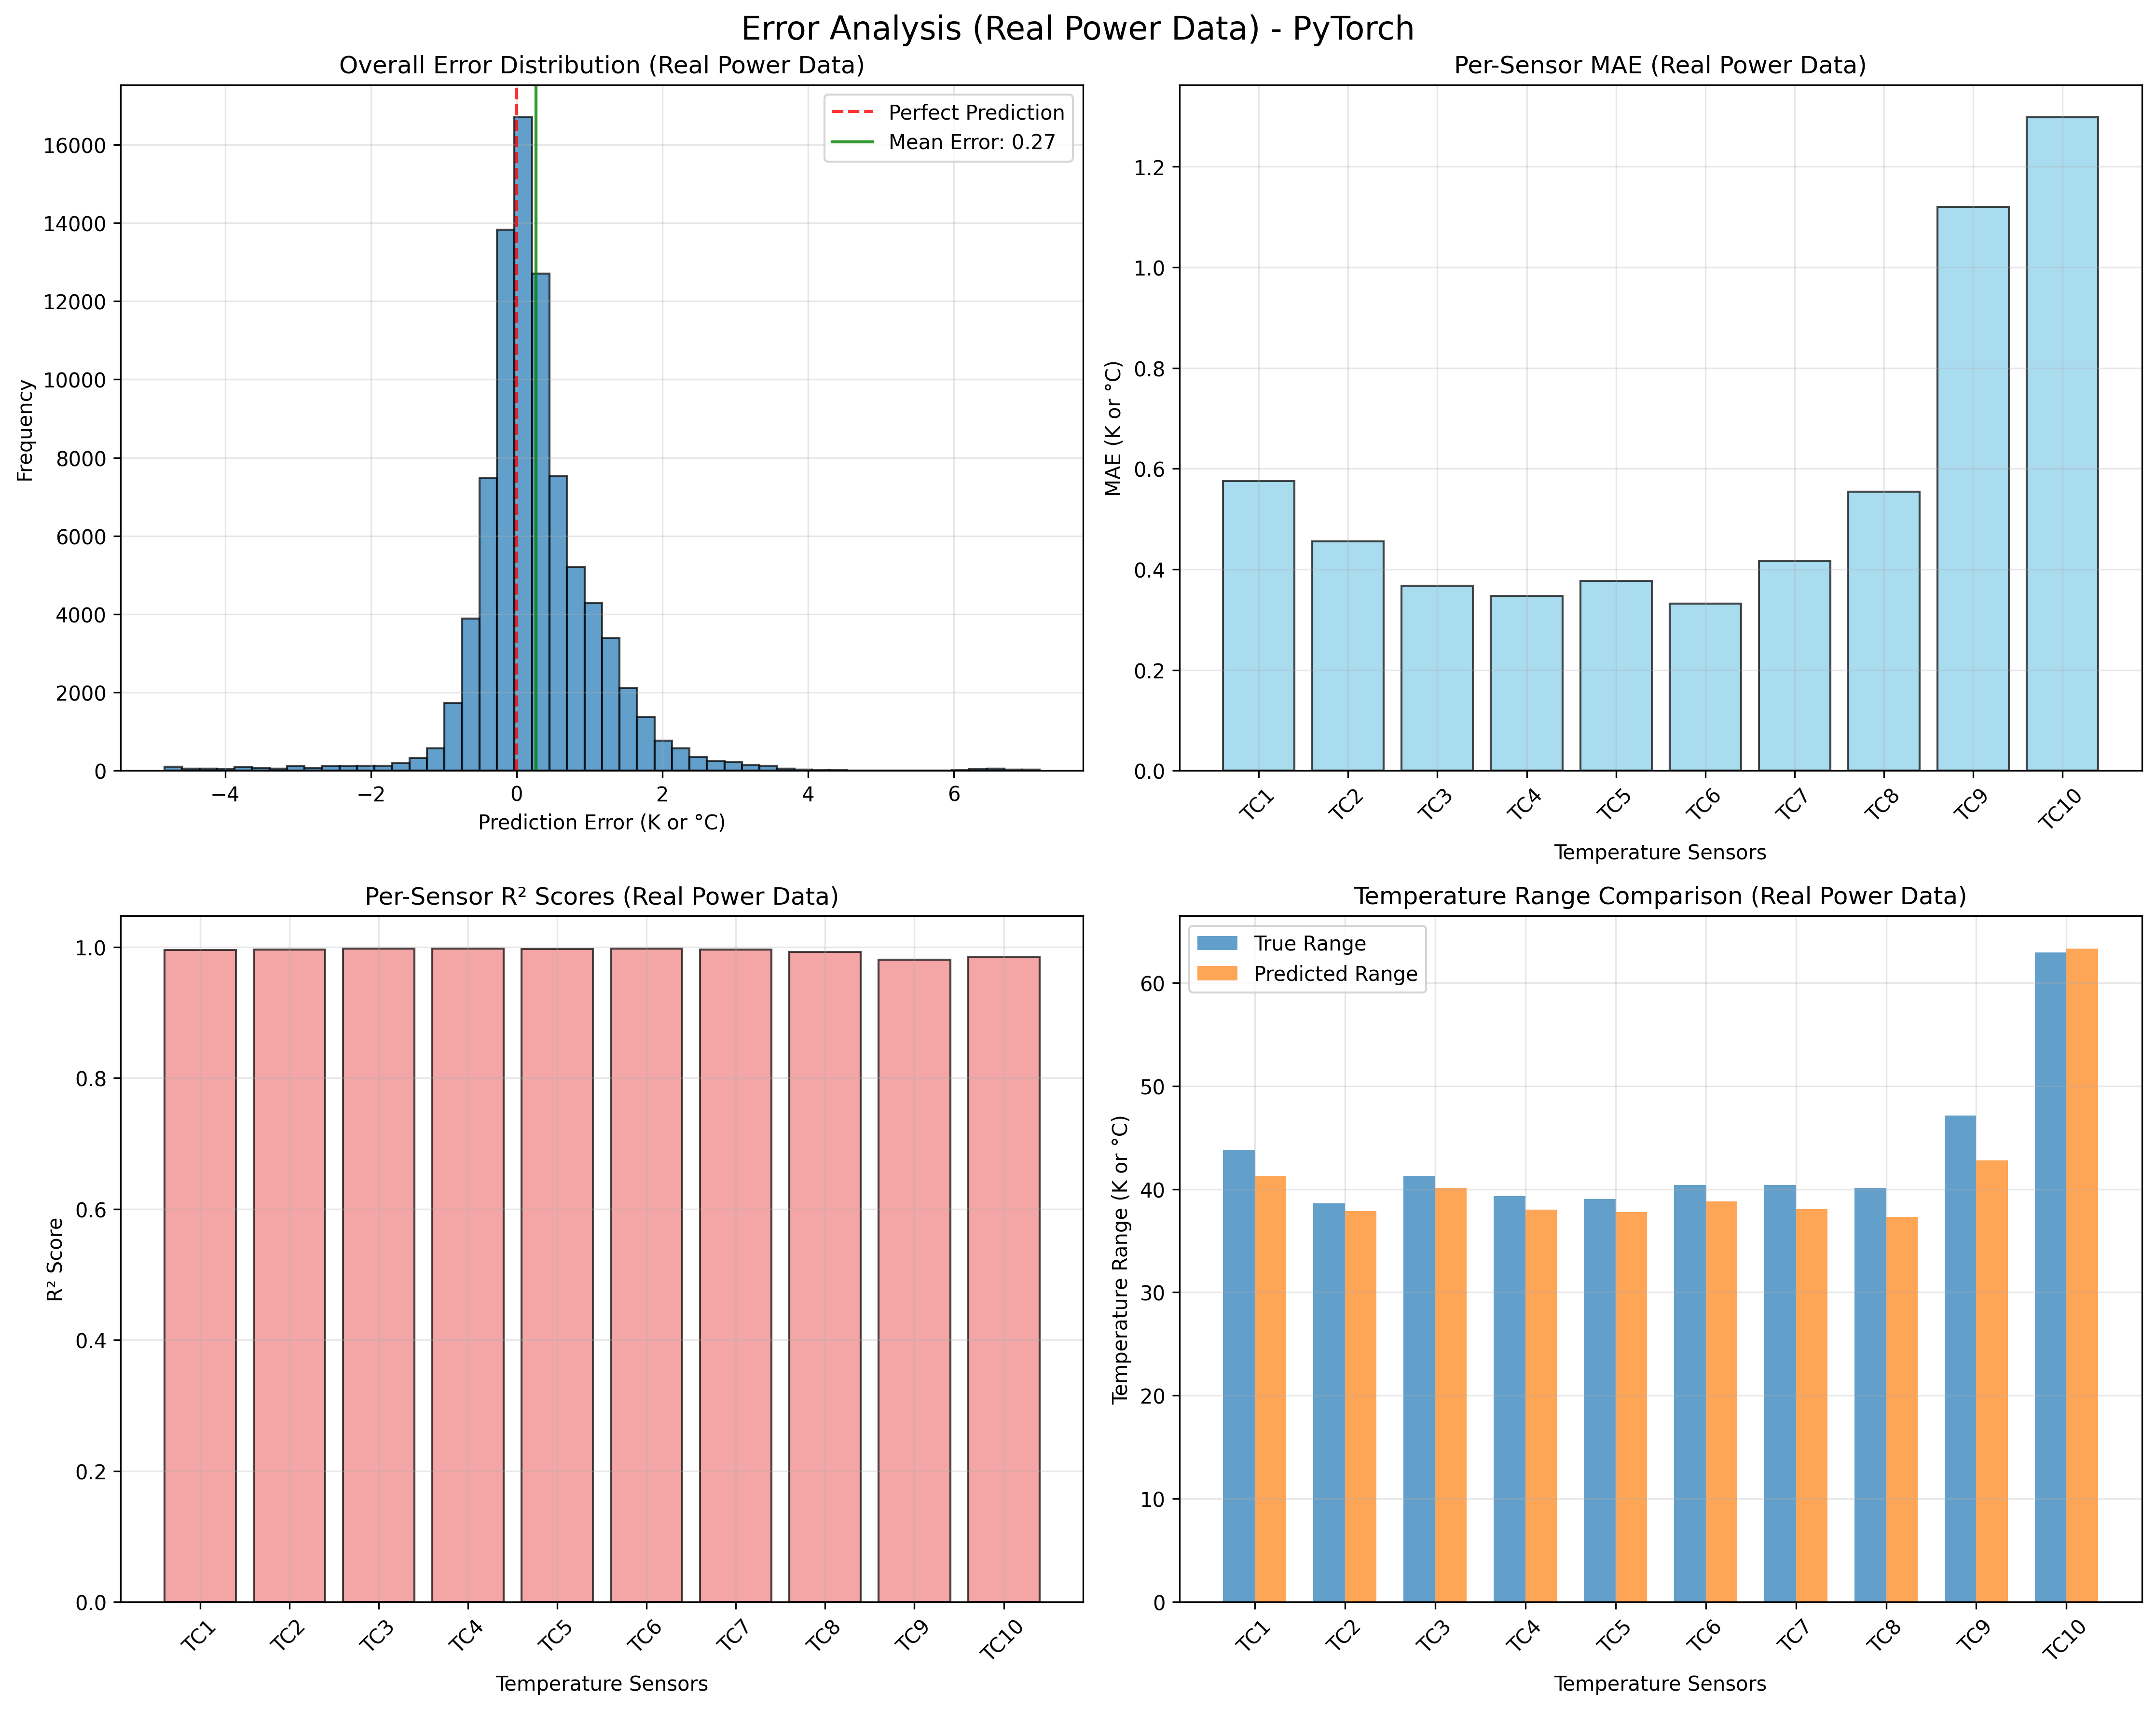 Error Analysis (Real Power Data) - PyTorch
Overall Error Distribution (Real Power Data)
Perfect Prediction
Mean Error: 0.27
Frequency
16000
14000
12000
10000
8000
6000
4000
2000
0
−4 −2 0 2 4 6
Prediction Error (K or °C)
Per-Sensor MAE (Real Power Data)
MAE (K or °C)
1.2
1.0
0.8
0.6
0.4
0.2
0.0
TC1 TC2 TC3 TC4 TC5 TC6 TC7 TC8 TC9 TC10
Temperature Sensors
Per-Sensor R² Scores (Real Power Data)
R² Score
1.0
0.8
0.6
0.4
0.2
0.0
TC1 TC2 TC3 TC4 TC5 TC6 TC7 TC8 TC9 TC10
Temperature Sensors
Temperature Range Comparison (Real Power Data)
True Range
Predicted Range
Temperature Range (K or °C)
60
50
40
30
20
10
0
TC1 TC2 TC3 TC4 TC5 TC6 TC7 TC8 TC9 TC10
Temperature Sensors